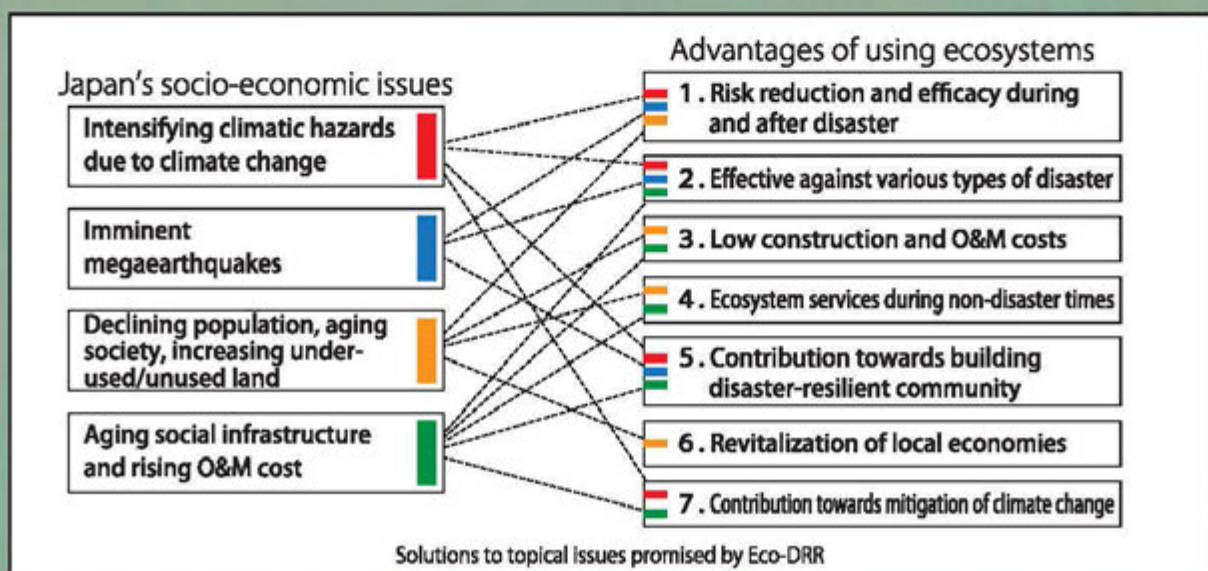 Japan's socio-economic issues
Intensifying climatic hazards
due to climate change
Imminent
megaearthquakes
Declining population, aging
society, increasing under-
used/unused land
Aging social infrastructure
and rising O&M cost
Advantages of using ecosystems
1. Risk reduction and efficacy during
and after disaster
2. Effective against various types of disaster
3. Low construction and O&M costs
4. Ecosystem services during non-disaster times
5. Contribution towards building
disaster-resilient community
6. Revitalization of local economies
7. Contribution towards mitigation of climate change
Solutions to topical issues promised by Eco-DRR